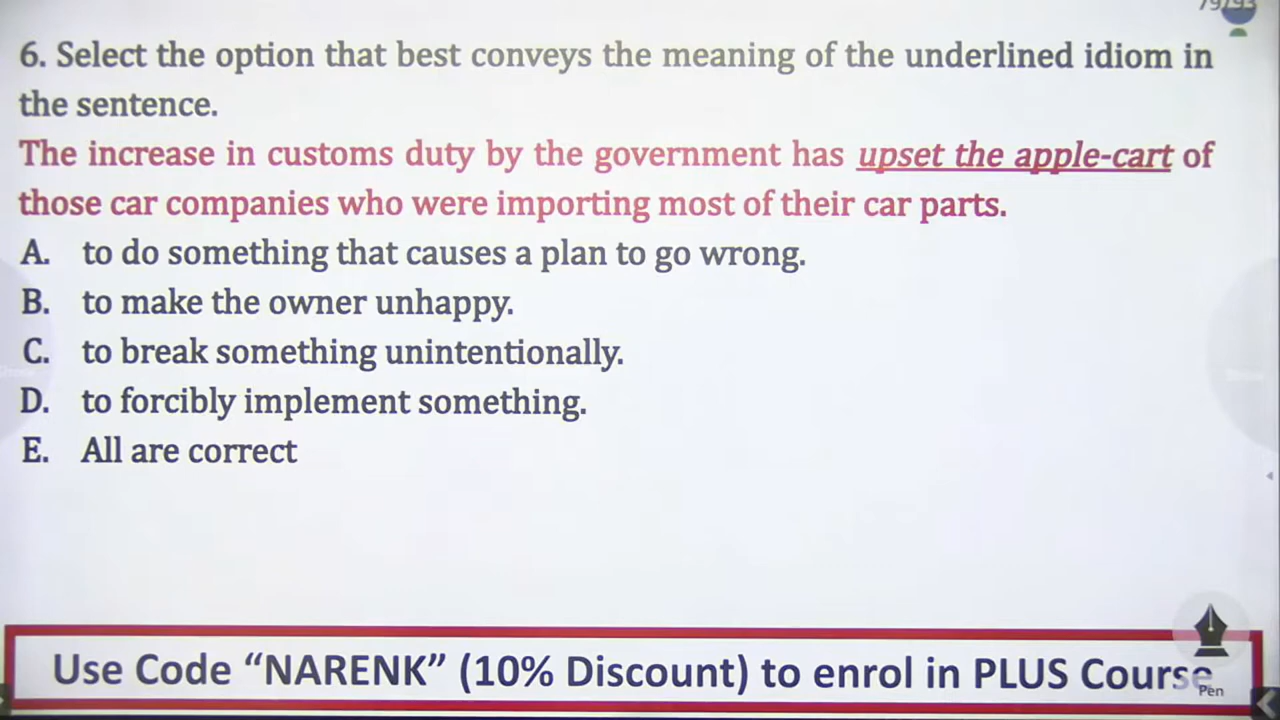 6. Select the option that best conveys the meaning of the underlined idiom in
the sentence.
The increase in customs duty by the government has upset the apple-cart of
those car companies who were importing most of their car parts.
A. to do something that causes a plan to go wrong.
B. to make the owner unhappy.
C. to break something unintentionally.
D. to forcibly implement something.
E. All are correct
Use Code “NARENK” (10% Discount) to enrol in PLUS Course
Pen